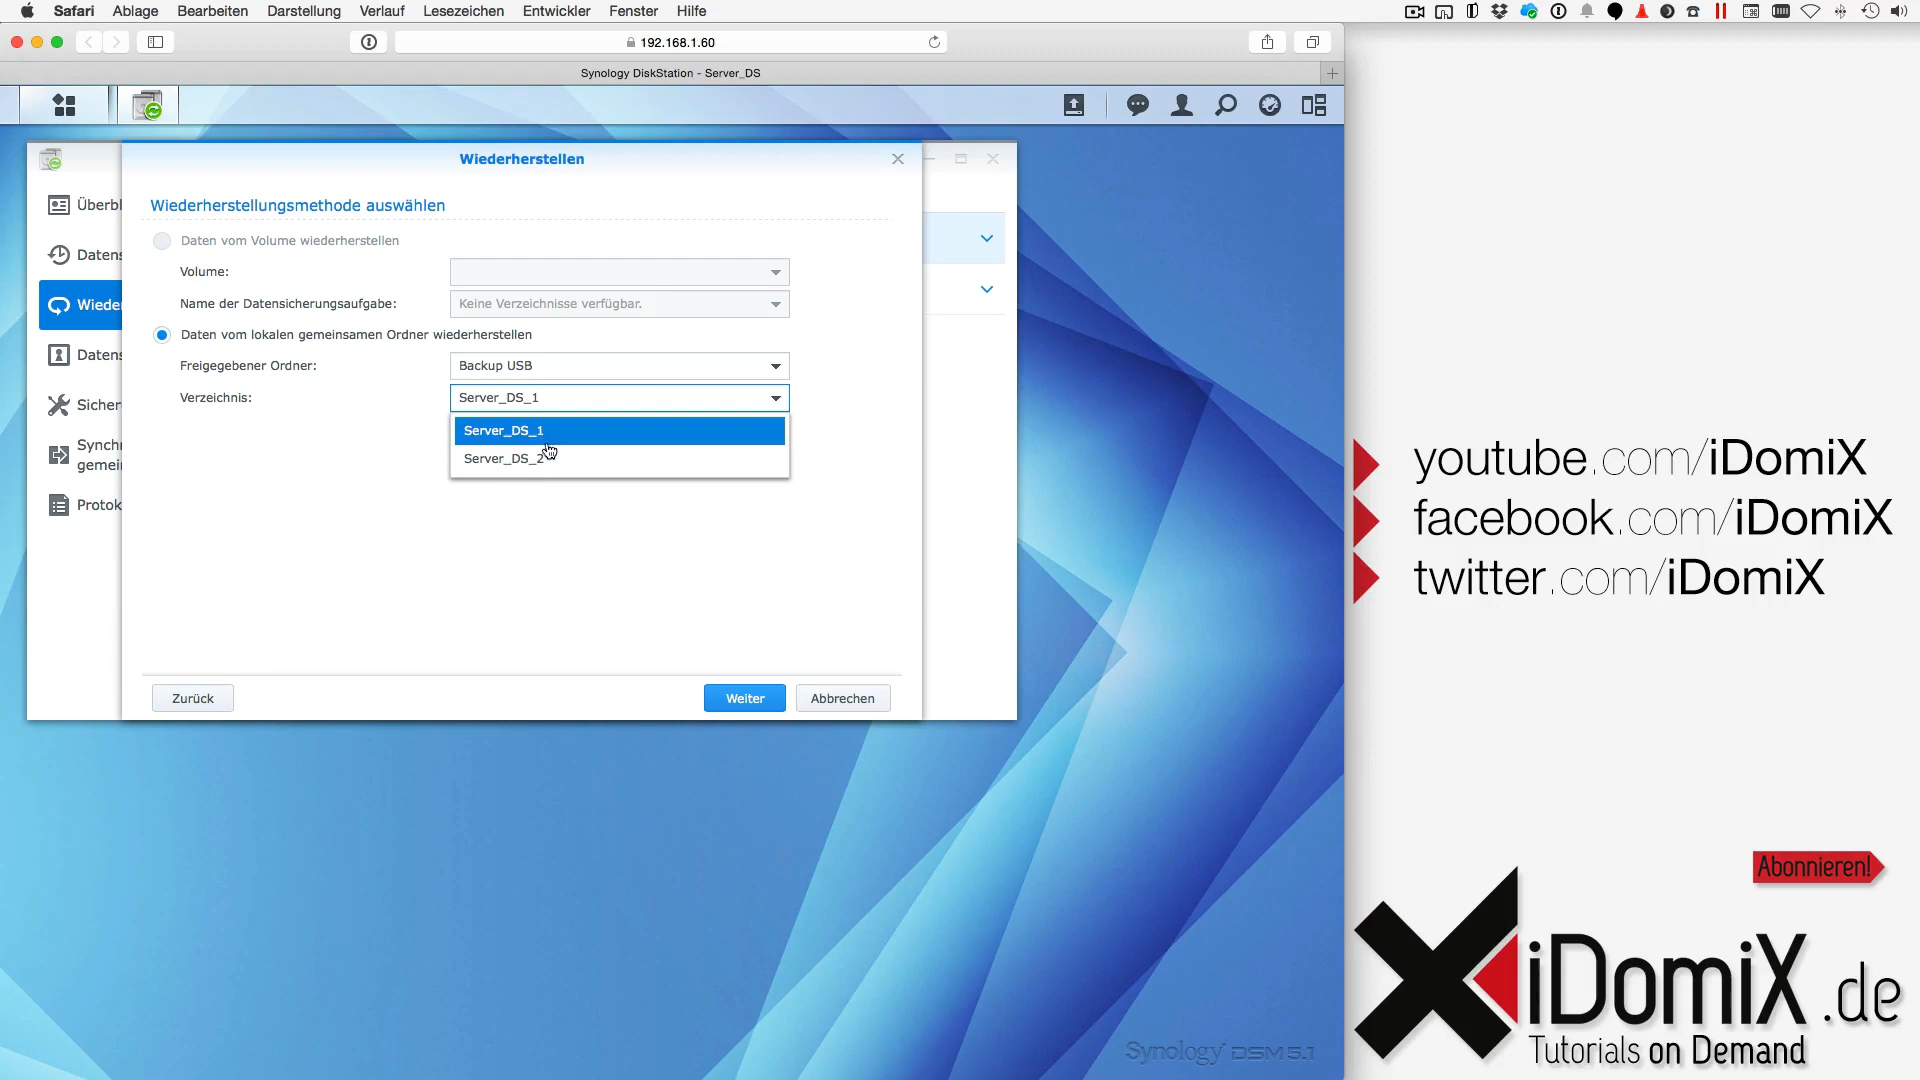 Safari Ablage Bearbeiten Darstellung Verlauf Lesezeichen Entwickler Fenster Hilfe
192.168.1.60
Synology DiskStation - Server_DS
Wiederherstellen
Überbl
Datens
Wieder
Datens
Sicher
Synchr
gemein
Protok
Wiederherstellungsmethode auswählen
Daten vom Volume wiederherstellen
Volume:
Name der Datensicherungsaufgabe: Keine Verzeichnisse verfügbar.
Daten vom lokalen gemeinsamen Ordner wiederherstellen
Freigegebener Ordner: Backup USB
Verzeichnis: Server_DS_1
Server_DS_1
Server_DS_2
Zurück Weiter Abbrechen
youtube.com/iDomiX
facebook.com/iDomiX
twitter.com/iDomiX
Abonnieren!
iDomiX.de
Tutorials on Demand
Synology DSM 5.1